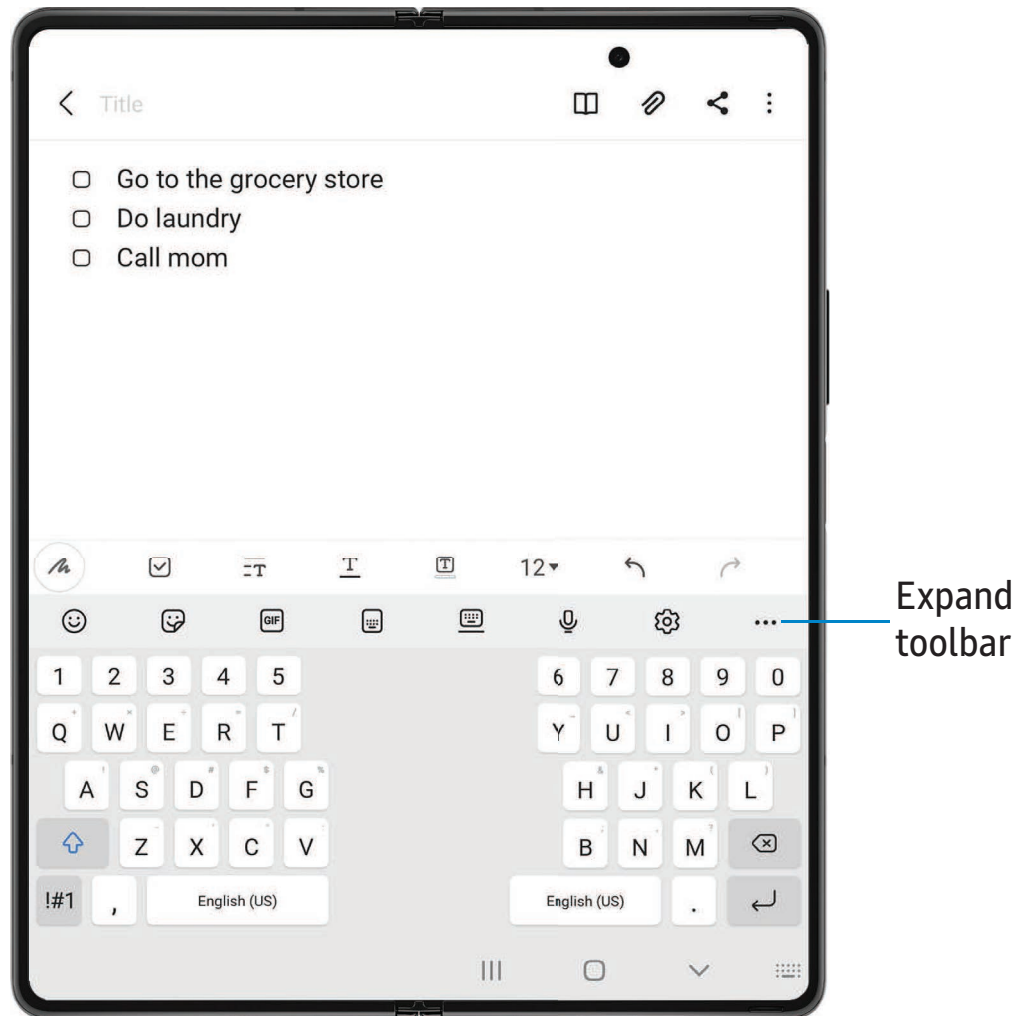 Title
Go to the grocery store
Do laundry
Call mom
12
GIF
Expand
toolbar
1 2 3 4 5 6 7 8 9 0
Q W E R T Y U I O P
A S D F G H J K L
Z X C V B N M
!#1 , English (US) English (US) .